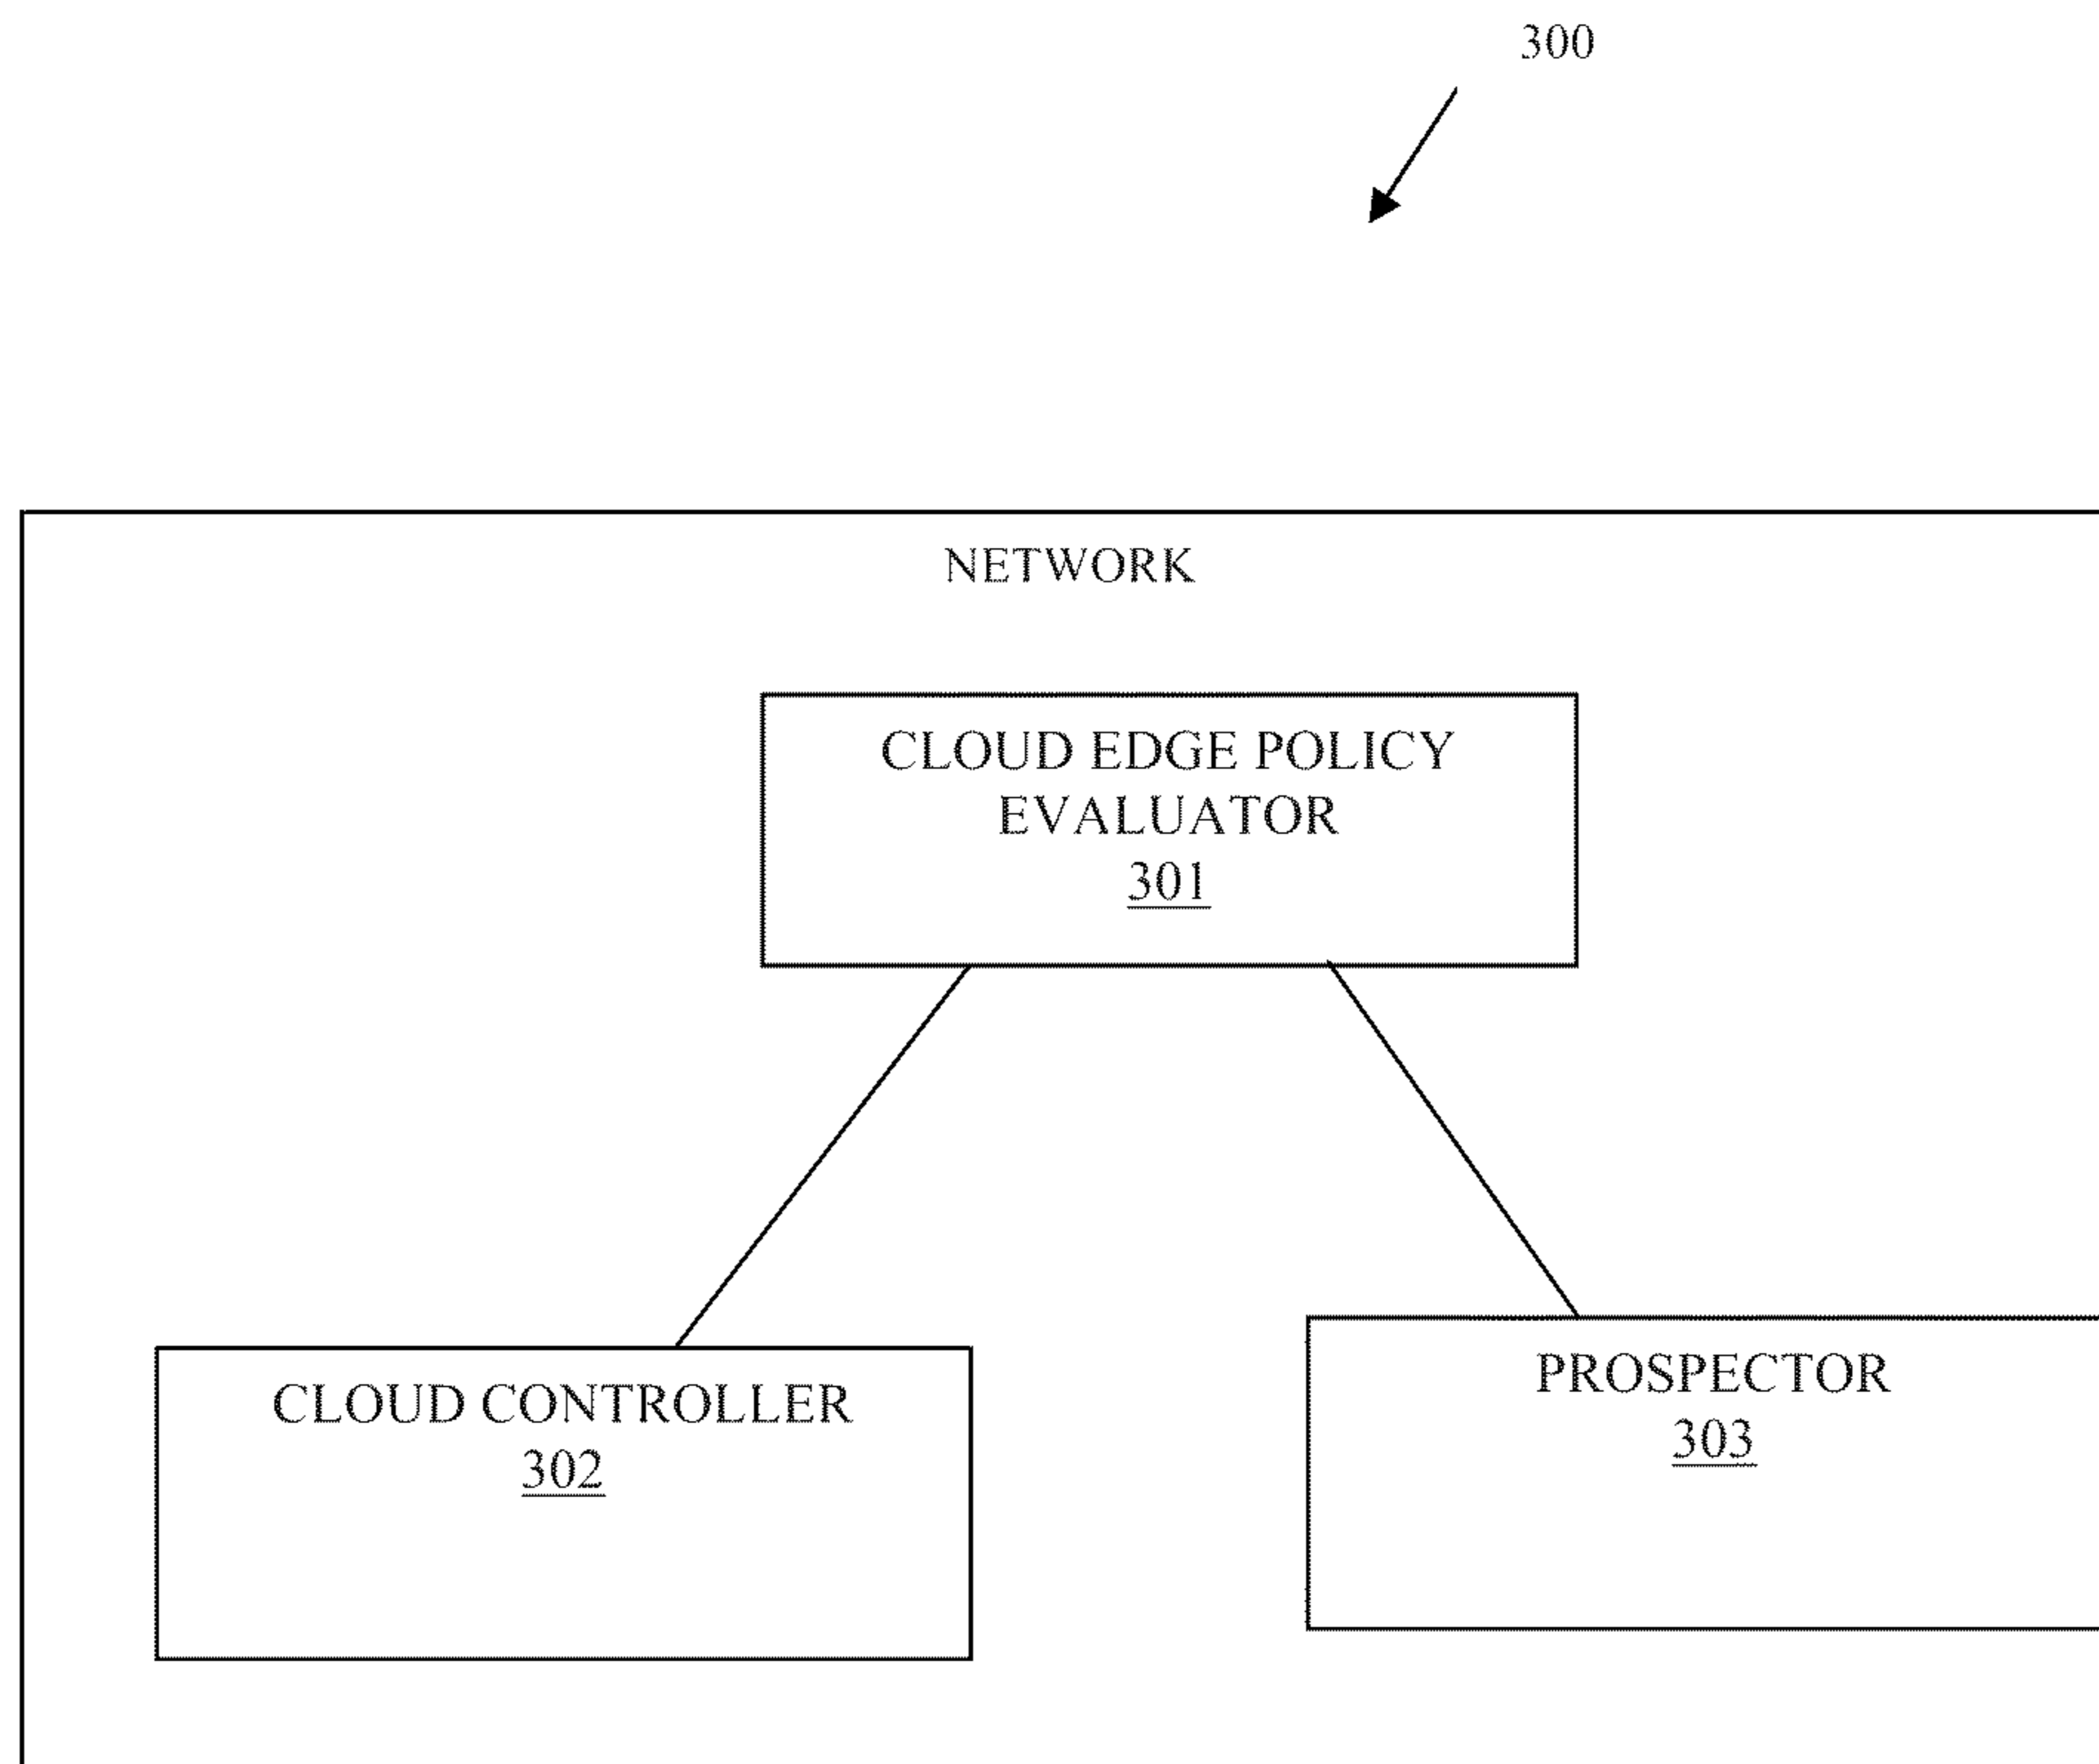 300
NETWORK
CLOUD EDGE POLICY
EVALUATOR
301
CLOUD CONTROLLER
302
PROSPECTOR
303